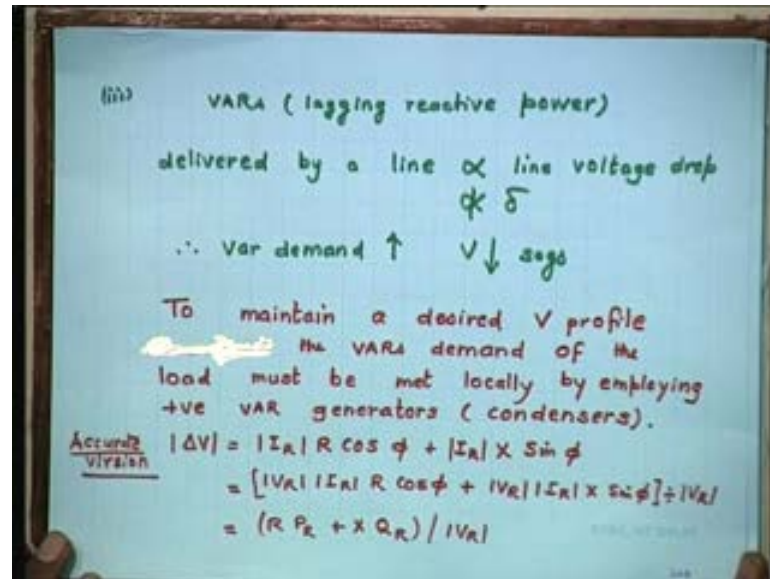 (iii) VARs (lagging reactive power)
delivered by a line ∝ line voltage drop
∝̸ δ
∴ Var demand ↑ V↓ sags
To maintain a desired V profile
the VARs demand of the
load must be met locally by employing
+ve VAR generators (condensers).
Accurate Version |ΔV| = |IR| R cos φ + |IR| X Sin φ
= [|VR| |IR| R cos φ + |VR| |IR| X Sin φ] ÷ |VR|
= (R PR + X QR) / |VR|